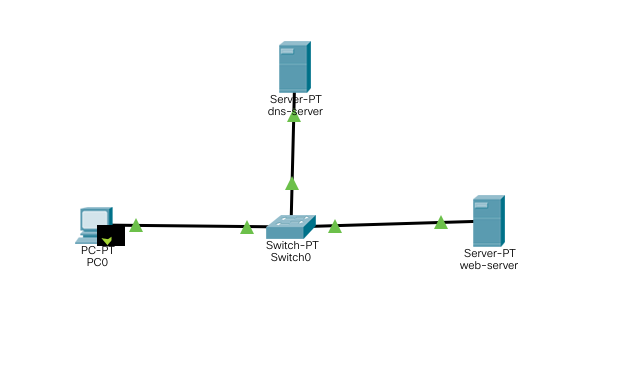 Server-PT
dns-server
PC-PT
PC0
Switch-PT
Switch0
Server-PT
web-server